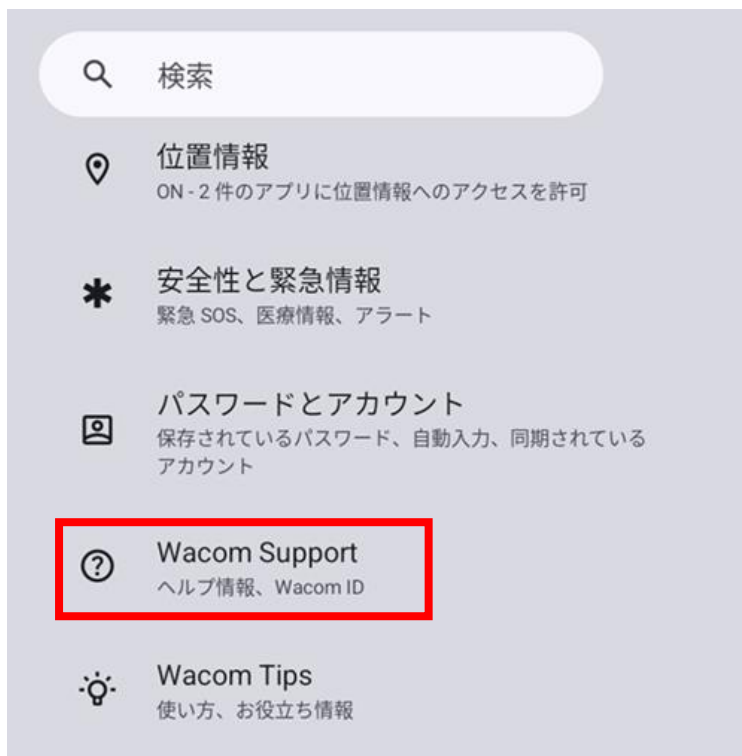 検索
位置情報
ON - 2 件のアプリに位置情報へのアクセスを許可
安全性と緊急情報
緊急 SOS、医療情報、アラート
パスワードとアカウント
保存されているパスワード、自動入力、同期されている
アカウント
Wacom Support
ヘルプ情報、Wacom ID
Wacom Tips
使い方、お役立ち情報